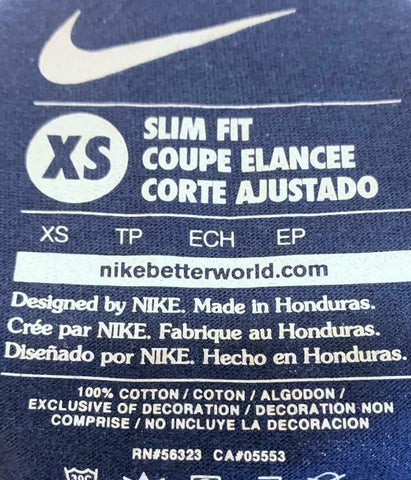 XS
SLIM FIT
COUPE ELANCEE
CORTE AJUSTADO
XS TP ECH EP
nikebetterworld.com
Designed by NIKE. Made in Honduras.
Crée par NIKE. Fabrique au Honduras.
Diseñado por NIKE. Hecho en Honduras.
100% COTTON / COTON / ALGODON /
EXCLUSIVE OF DECORATION / DECORATION NON
COMPRISE / NO INCLUYE LA DECORACION
RN#56323 CA#05553
30C